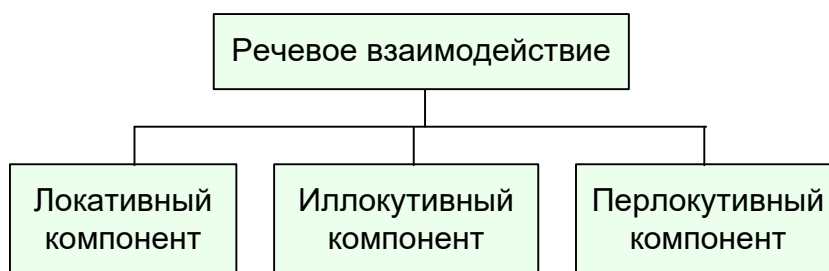 Речевое взаимодействие
Локативный
компонент
Иллокутивный
компонент
Перлокутивный
компонент